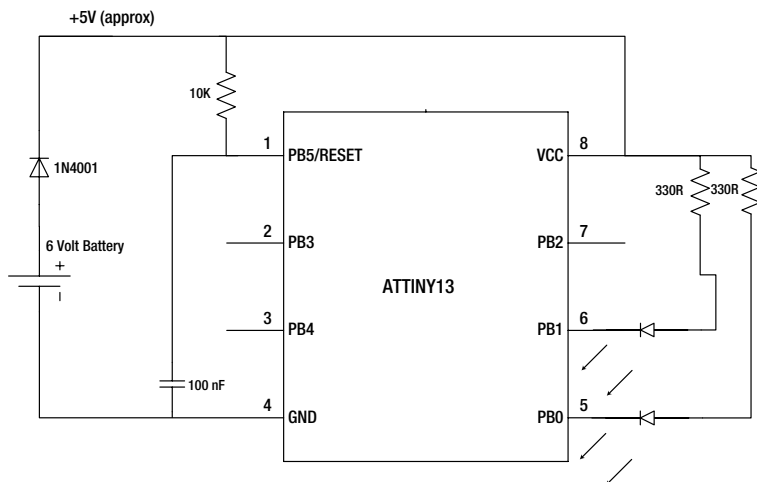 +5V (approx)
10K
1 PB5/RESET VCC 8
1N4001
330R 330R
6 Volt Battery
+
–
2 PB3 PB2 7
ATTINY13
3 PB4 PB1 6
100 nF
4 GND PB0 5